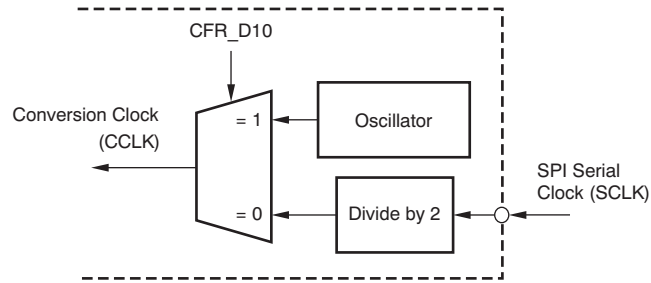 CFR_D10
Conversion Clock
(CCLK)
= 1
Oscillator
SPI Serial
Clock (SCLK)
= 0
Divide by 2